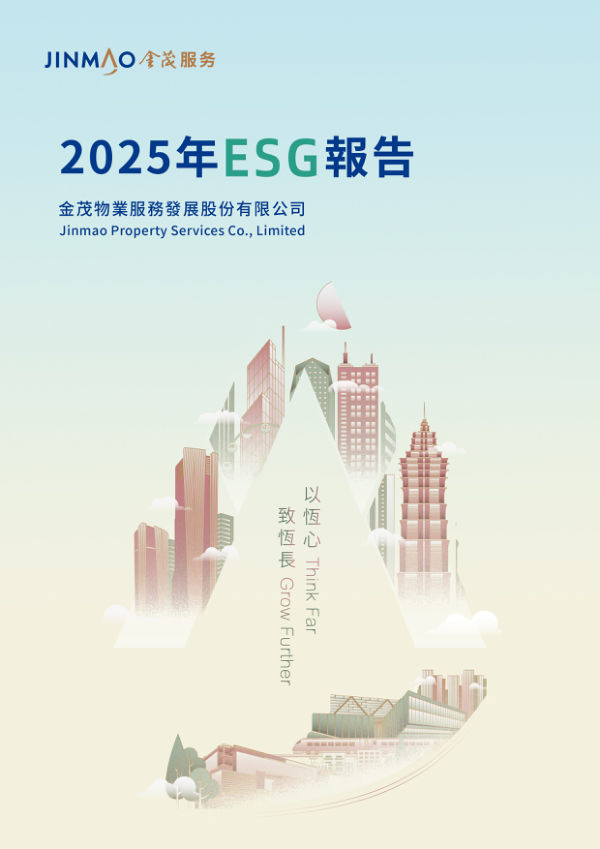 JINMAO 金茂服务
2025年ESG報告
金茂物業服務發展股份有限公司
Jinmao Property Services Co., Limited
以恆心 Think Far
致恆長 Grow Further